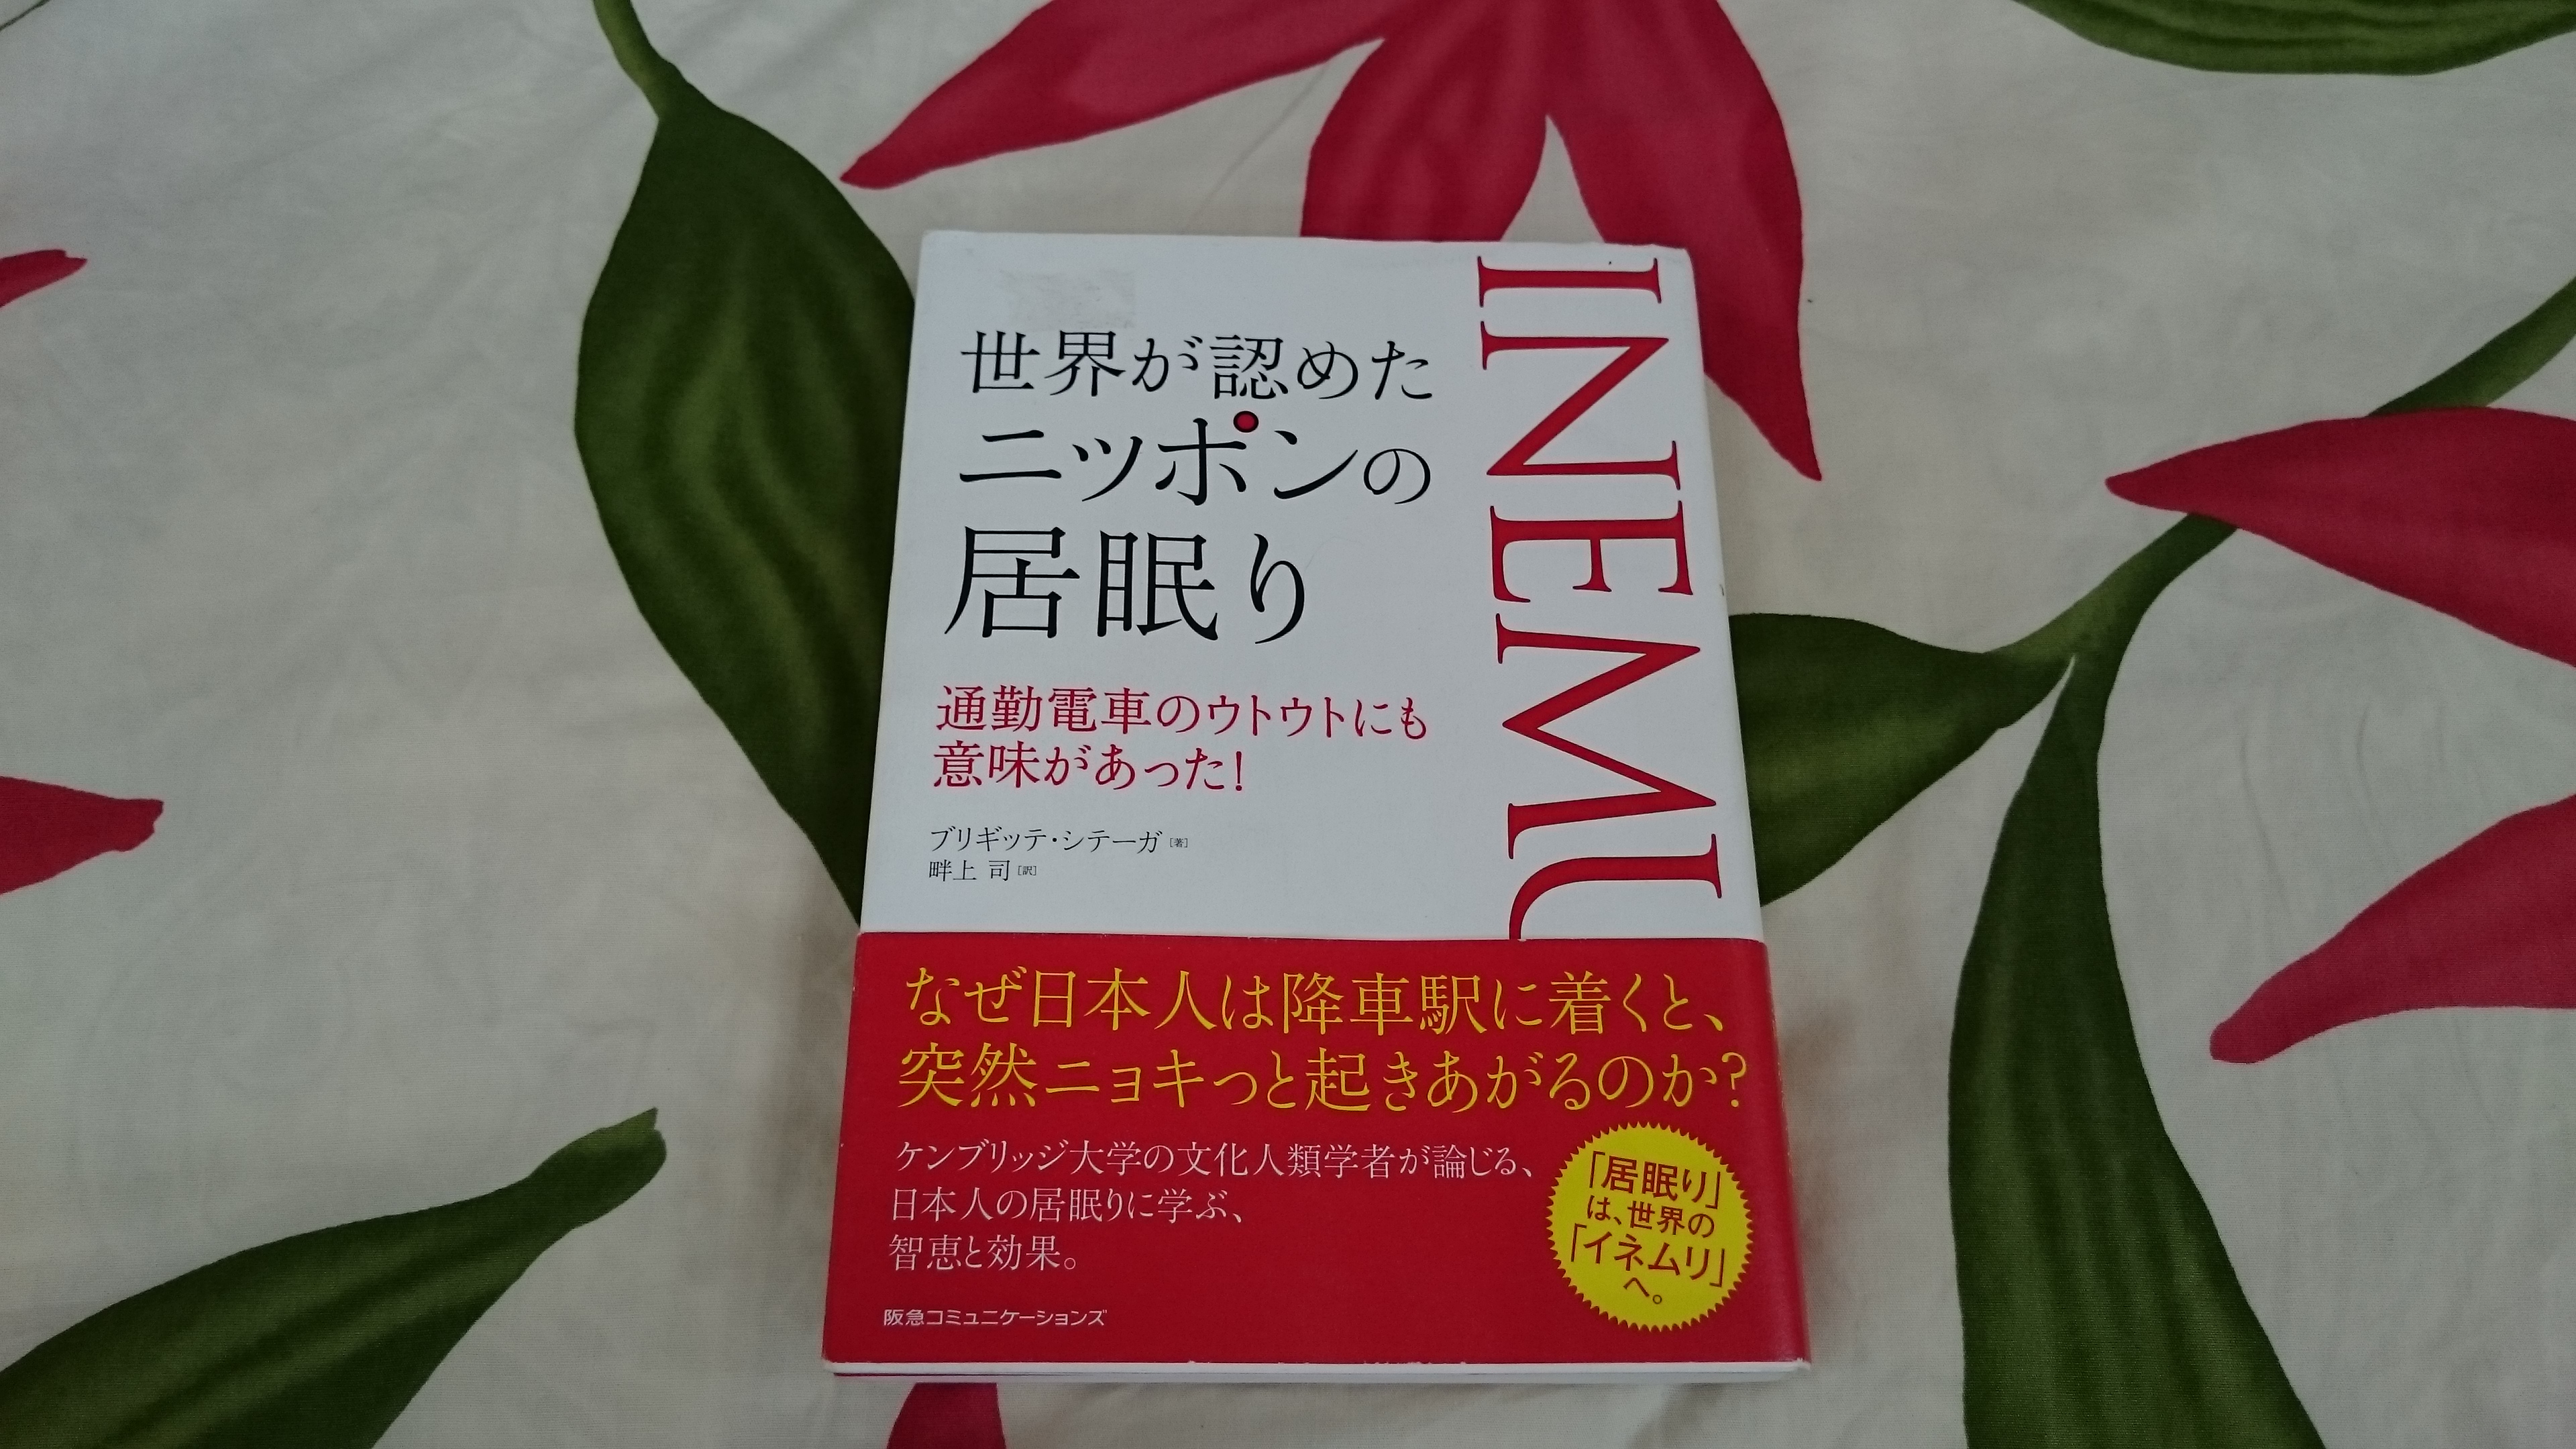 世界が認めた
ニッポンの
居眠り
通勤電車のウトウトにも
意味があった!
ブリギッテ・シテーガ[著]
畔上 司[訳]
INEMU
なぜ日本人は降車駅に着くと、
突然ニョキっと起きあがるのか?
ケンブリッジ大学の文化人類学者が論じる、
日本人の居眠りに学ぶ、
智恵と効果。
「居眠り」
は、世界の
「イネムリ」
へ。
阪急コミュニケーションズ